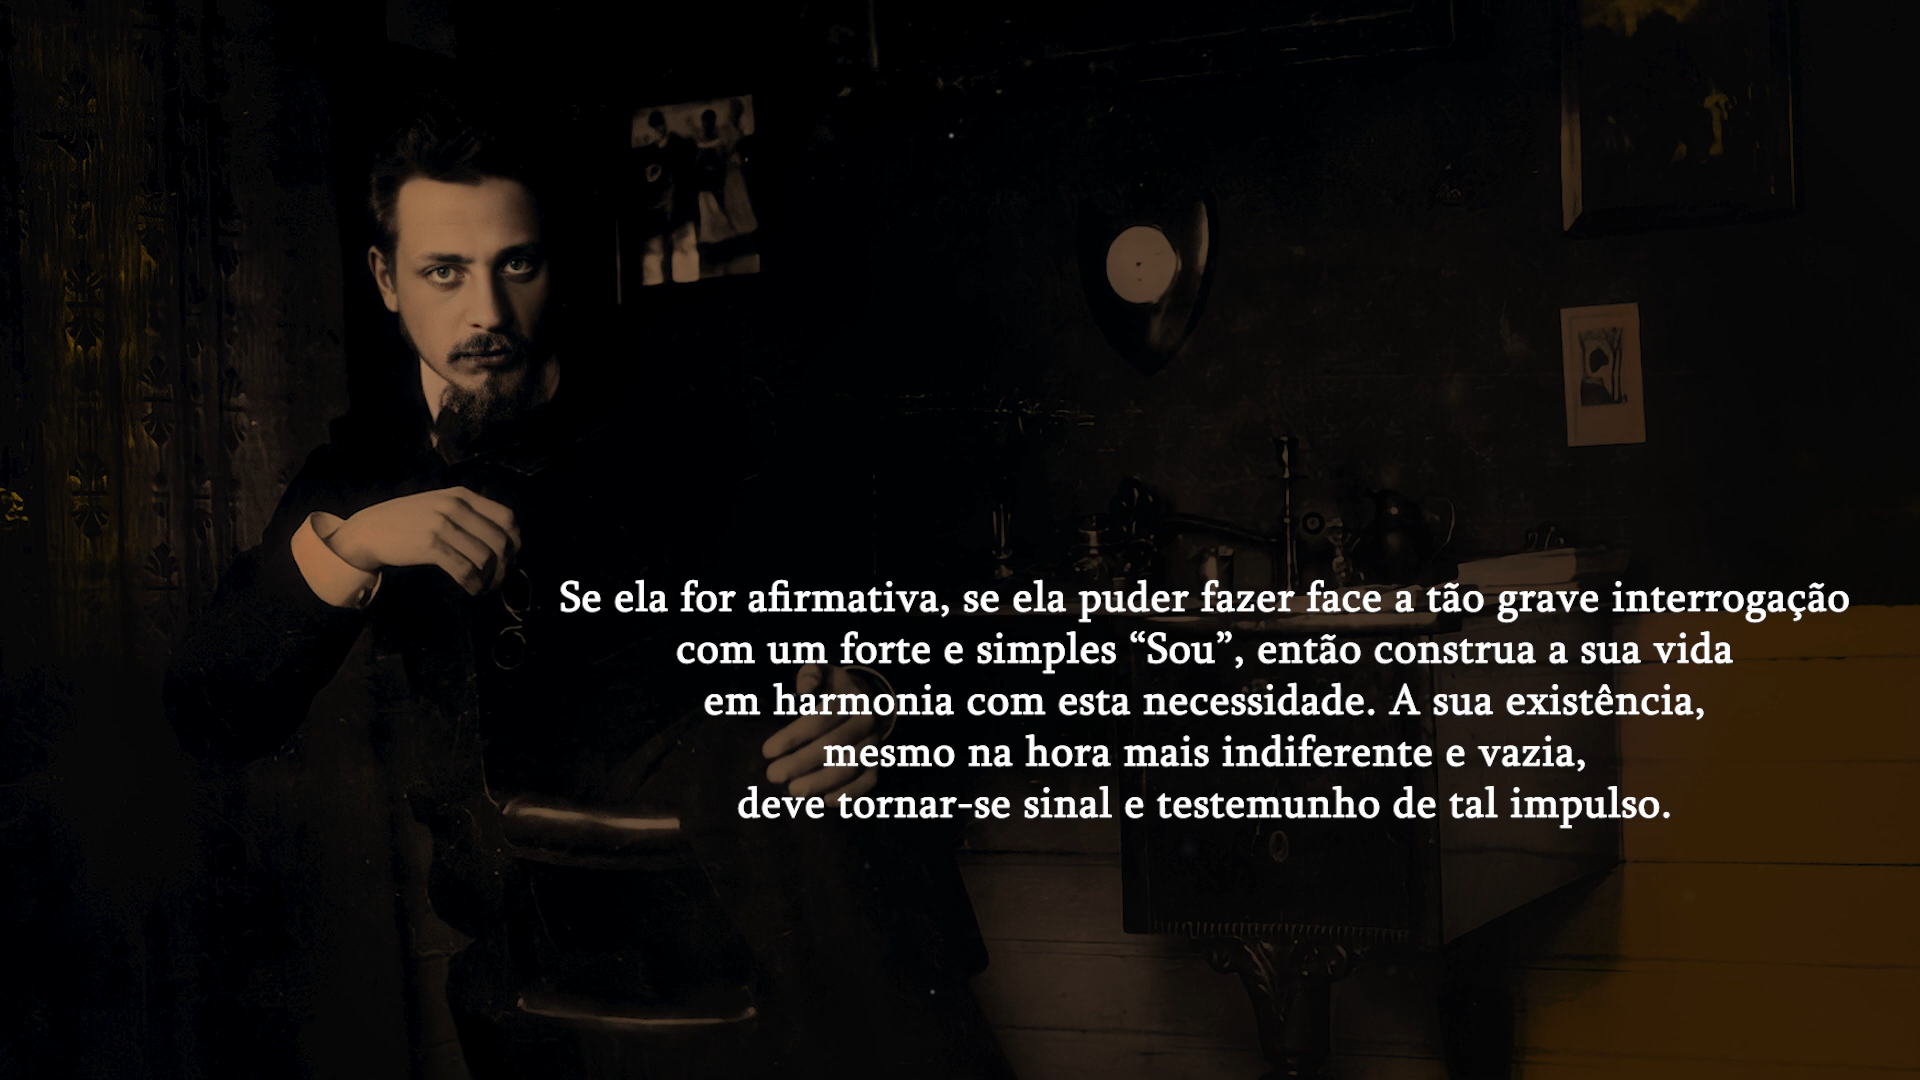 Se ela for afirmativa, se ela puder fazer face a tão grave interrogação
com um forte e simples “Sou”, então construa a sua vida
em harmonia com esta necessidade. A sua existência,
mesmo na hora mais indiferente e vazia,
deve tornar-se sinal e testemunho de tal impulso.